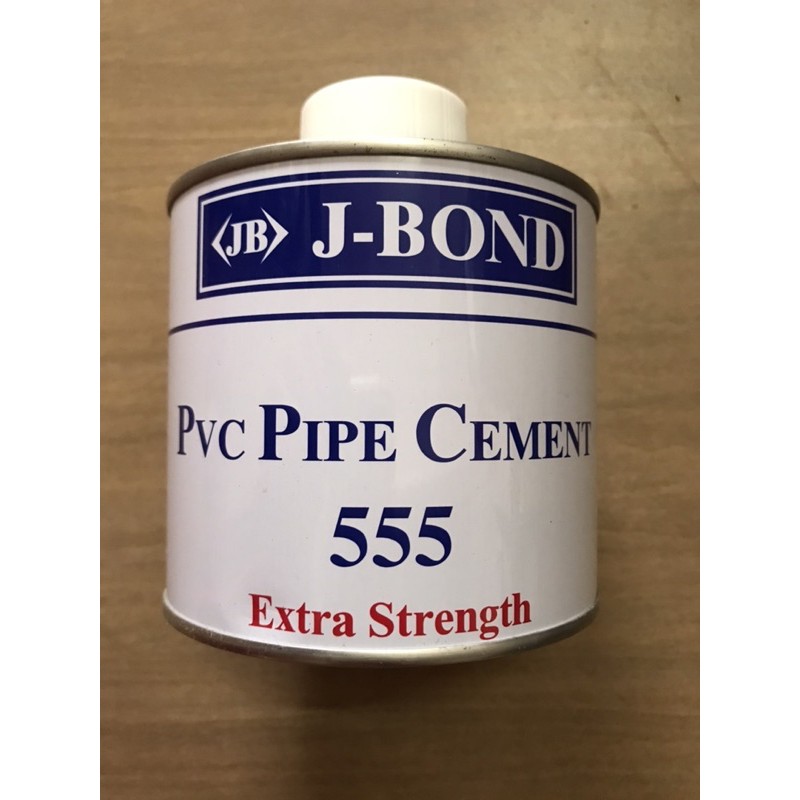 JB J-BOND
PVC PIPE CEMENT
555
Extra Strength